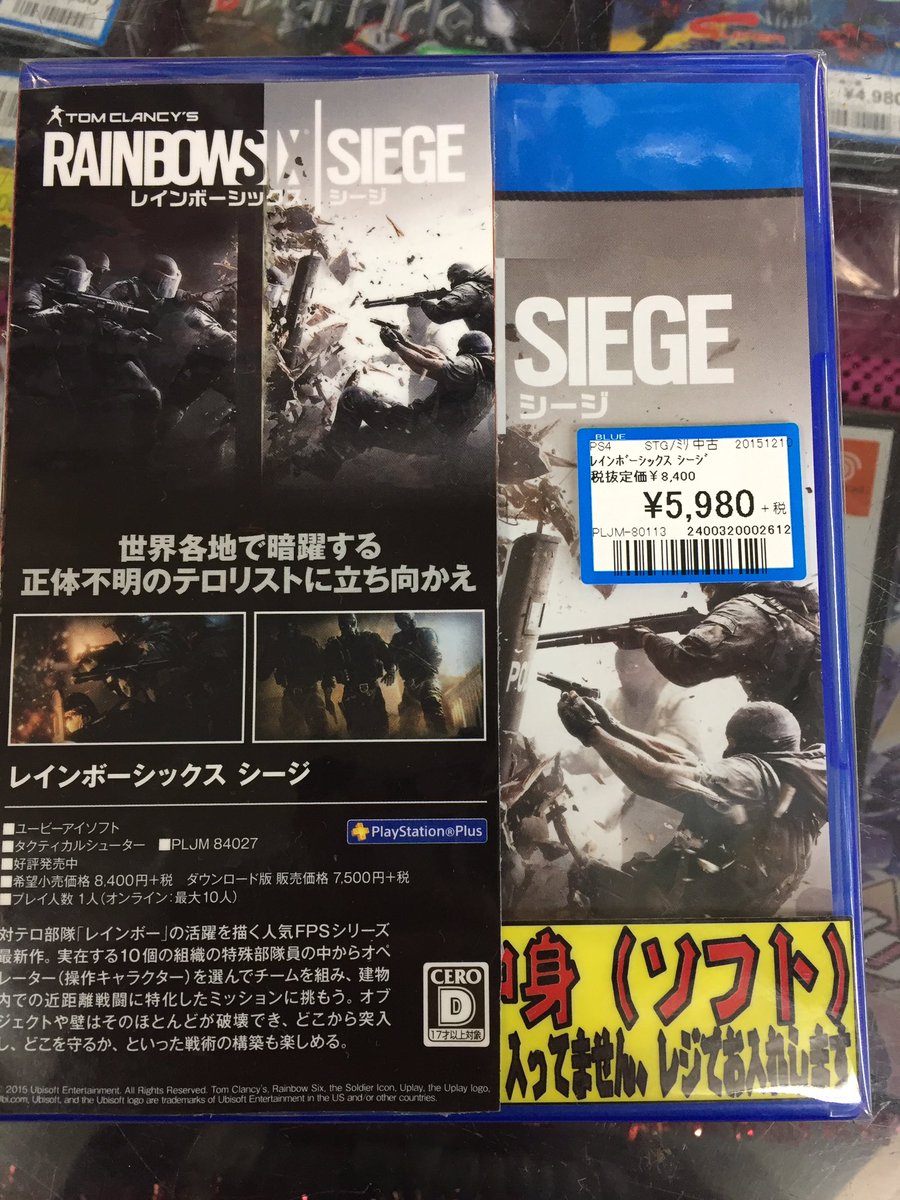 TOM CLANCY'S
RAINBOWSIX | SIEGE
レインボーシックス シージ
世界各地で暗躍する
正体不明のテロリストに立ち向かえ
レインボーシックス シージ
■ユービーアイソフト
■タクティカルシューター ■PLJM 84027
■好評発売中
■希望小売価格 8,400円+税 ダウンロード版 販売価格 7,500円+税
■プレイ人数 1人(オンライン:最大10人)
PlayStation®Plus
対テロ部隊「レインボー」の活躍を描く人気FPSシリーズ
最新作。実在する10個の組織の特殊部隊員の中からオペ
レーター(操作キャラクター)を選んでチームを組み、建物
内での近距離戦闘に特化したミッションに挑もう。オブ
ジェクトや壁はそのほとんどが破壊でき、どこから突入
し、どこを守るか、といった戦術の構築も楽しめる。
CERO
D
17才以上対象
2015 Ubisoft Entertainment. All Rights Reserved. Tom Clancy's, Rainbow Six, the Soldier Icon, Uplay, the Uplay logo,
Ubi.com, Ubisoft, and the Ubisoft logo are trademarks of Ubisoft Entertainment in the US and/or other countries.
SIEGE
シージ
BLUE
PS4 STG/ミリ 中古 20151210
レインボーシックス シージ
税抜定価¥8,400
¥5,980 +税
PLJM-80113 2400320002612
中身(ソフト)
入ってません、レジでお入れします
¥4,980